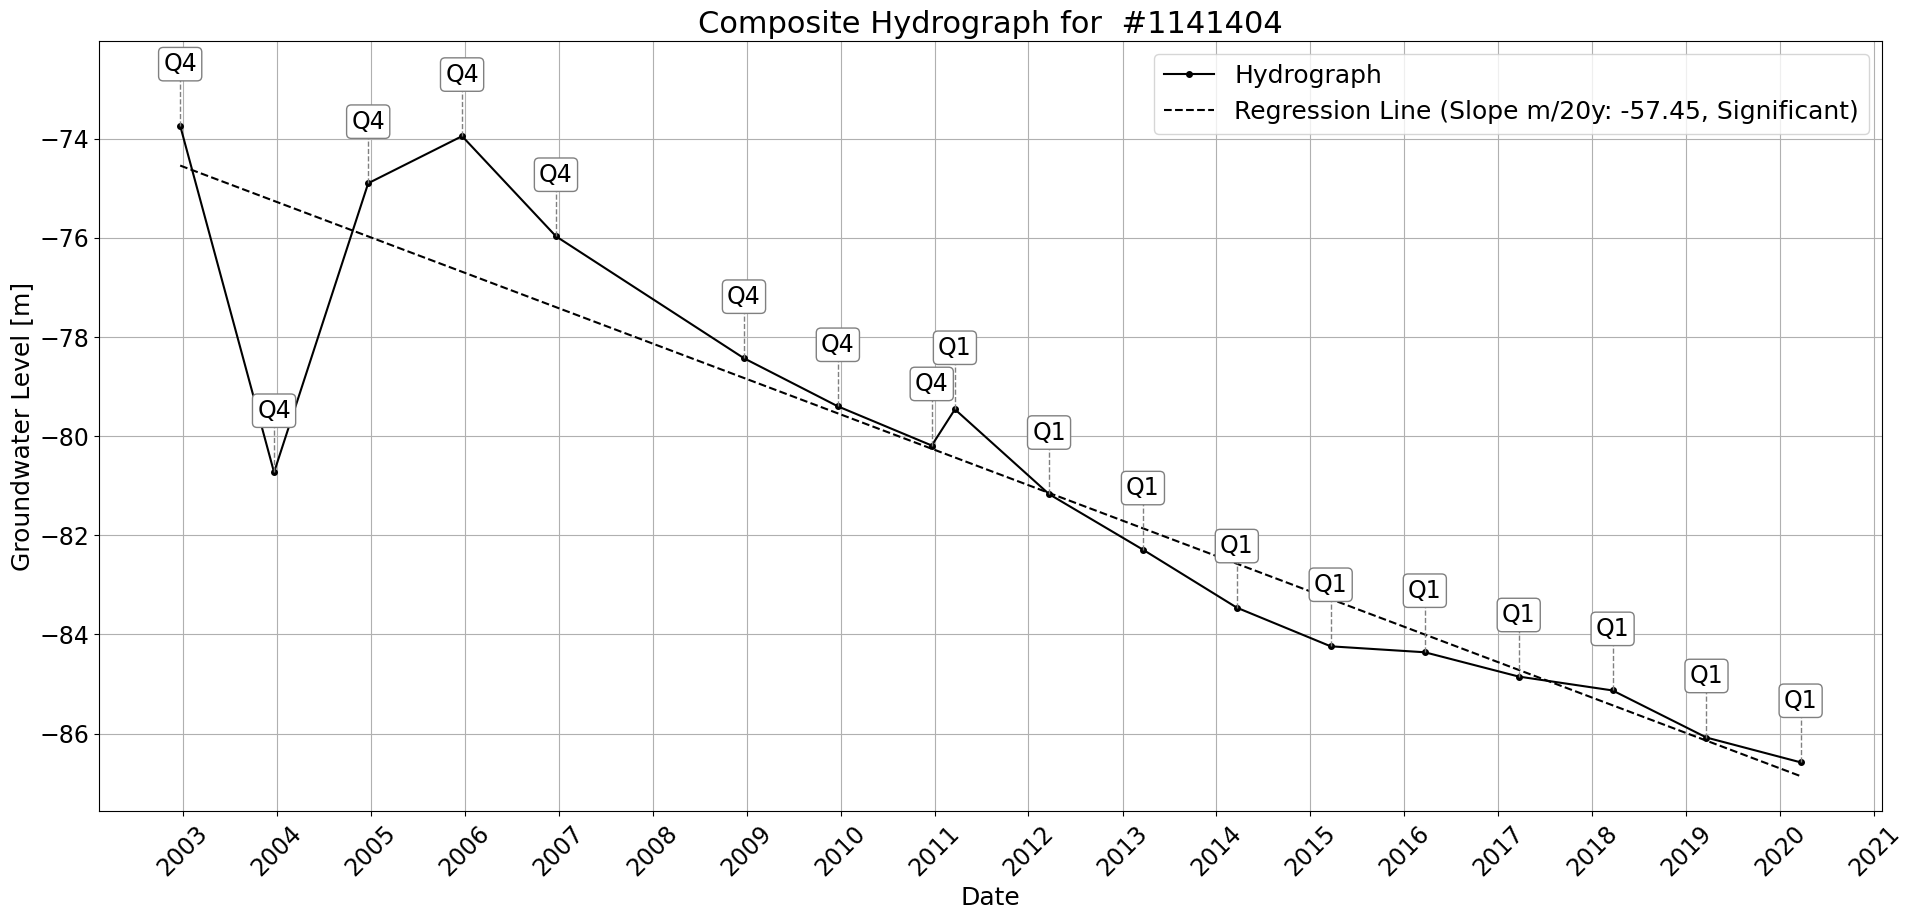 Composite Hydrograph for  #1141404
Hydrograph
Regression Line (Slope m/20y: -57.45, Significant)
Q4
Q4
Q4
Q4
Q4
Q4
Q4
Q4
Q1
Q1
Q1
Q1
Q1
Q1
Q1
Q1
Q1
Q1
Groundwater Level [m]
−74
−76
−78
−80
−82
−84
−86
2003
2004
2005
2006
2007
2008
2009
2010
2011
2012
2013
2014
2015
2016
2017
2018
2019
2020
2021
Date